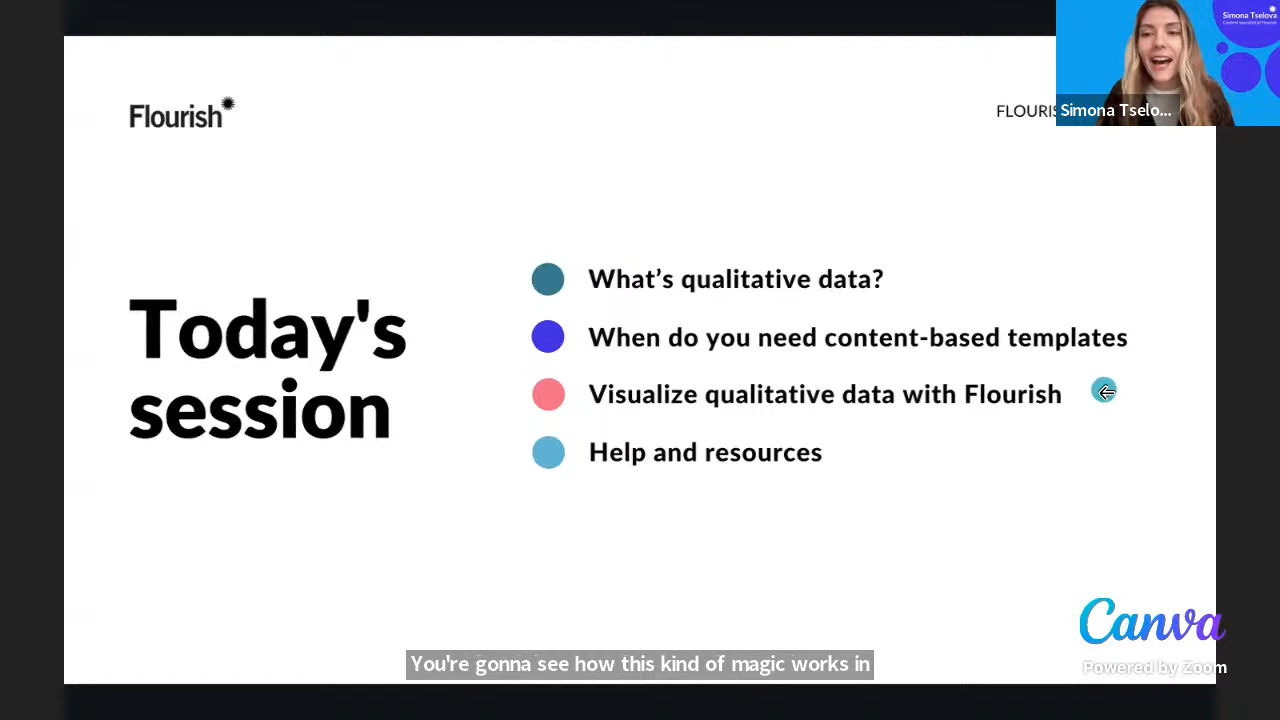 Flourish
FLOURIS
Simona Tselova
Simona Tselo...
Today's
session
What's qualitative data?
When do you need content-based templates
Visualize qualitative data with Flourish
Help and resources
Canva
Powered by Zoom
You're gonna see how this kind of magic works in